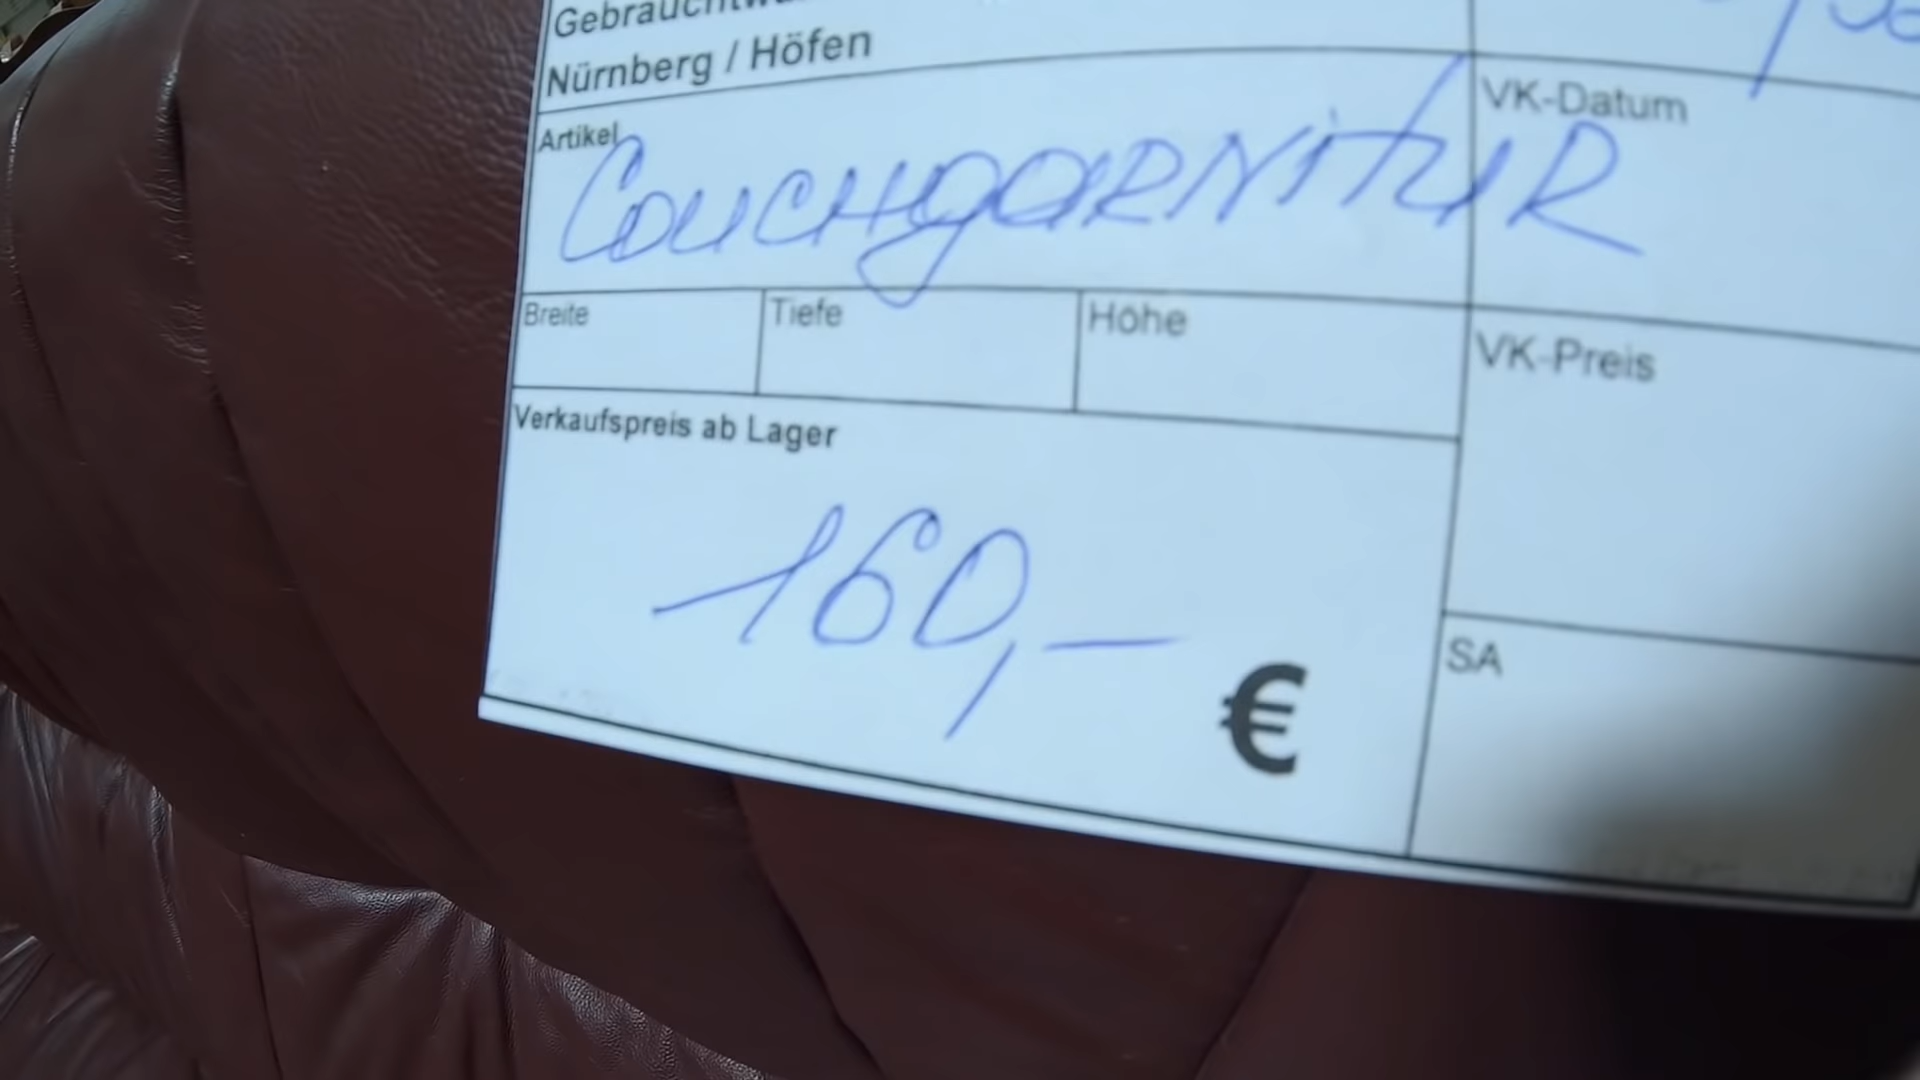 Nürnberg / Höfen
Artikel
Couchgarnitur
VK-Datum
Breite
Tiefe
Höhe
VK-Preis
Verkaufspreis ab Lager
160,- €
SA